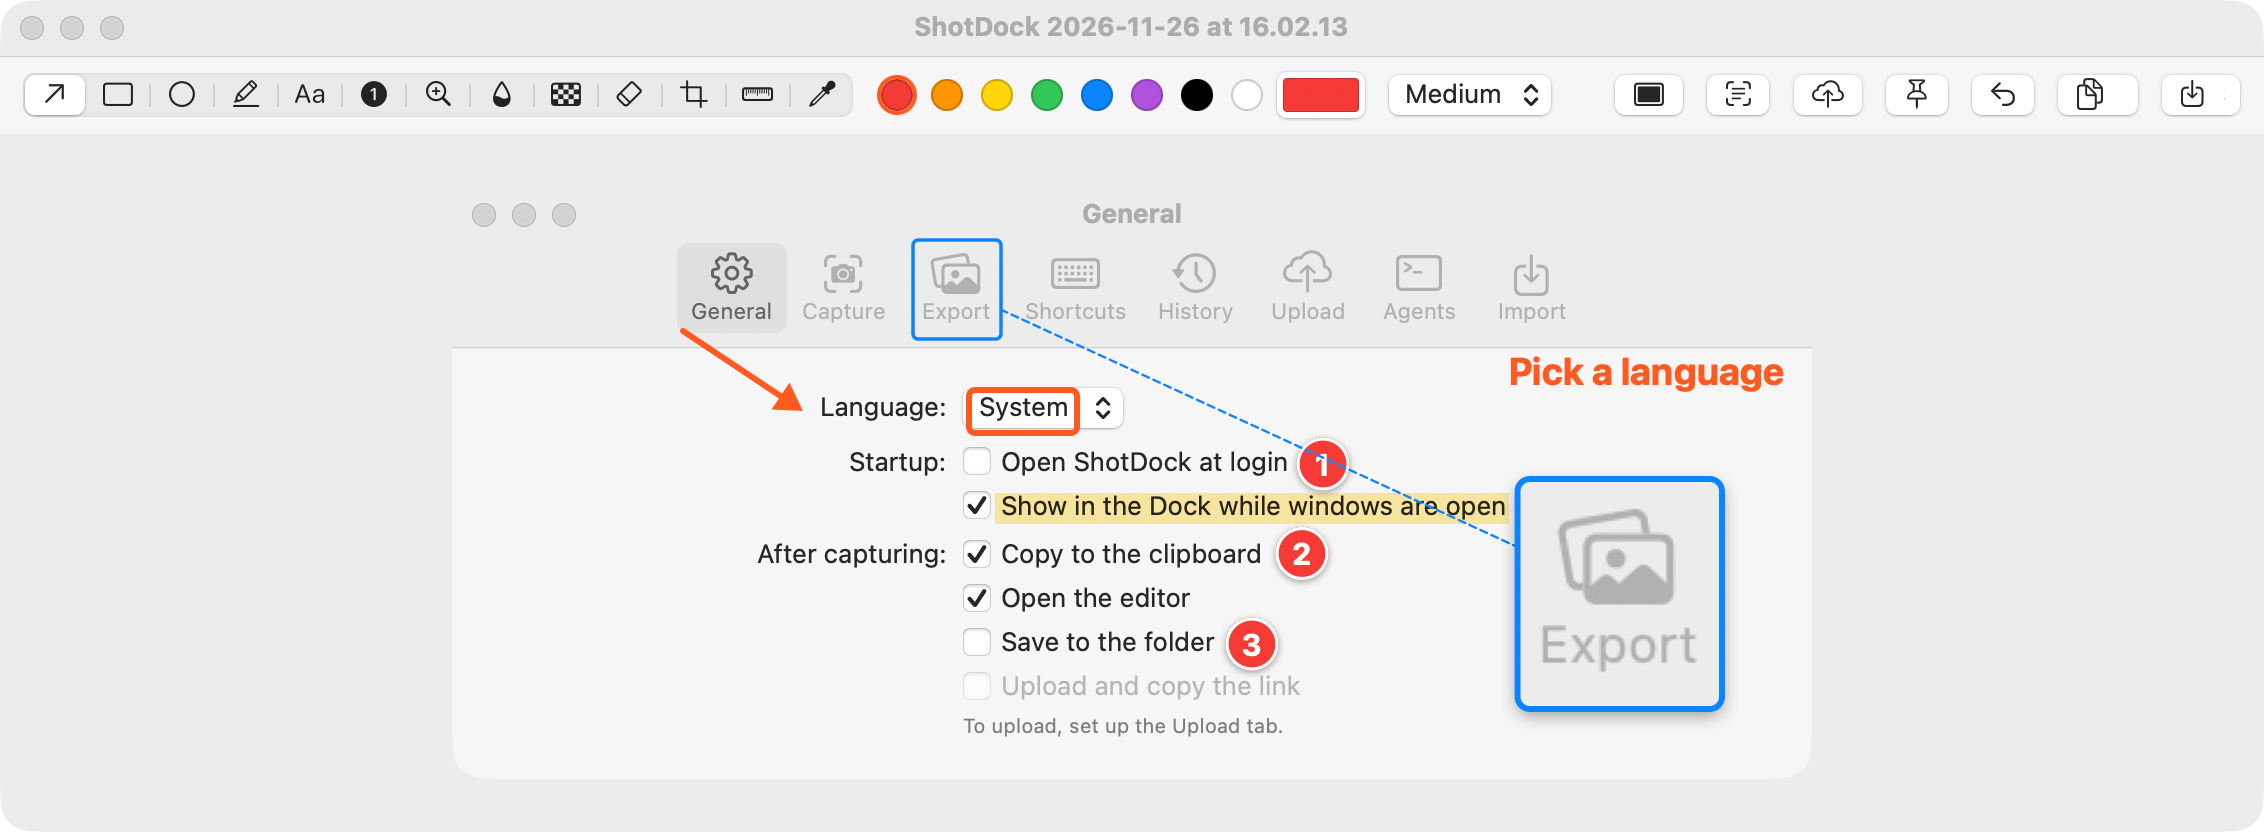 ShotDock 2026-11-26 at 16.02.13
Aa 1 Medium
General
General Capture Export Shortcuts History Upload Agents Import
Pick a language
Language: System
Startup: Open ShotDock at login 1
Show in the Dock while windows are open
After capturing: Copy to the clipboard 2
Open the editor
Save to the folder 3
Export
Upload and copy the link
To upload, set up the Upload tab.